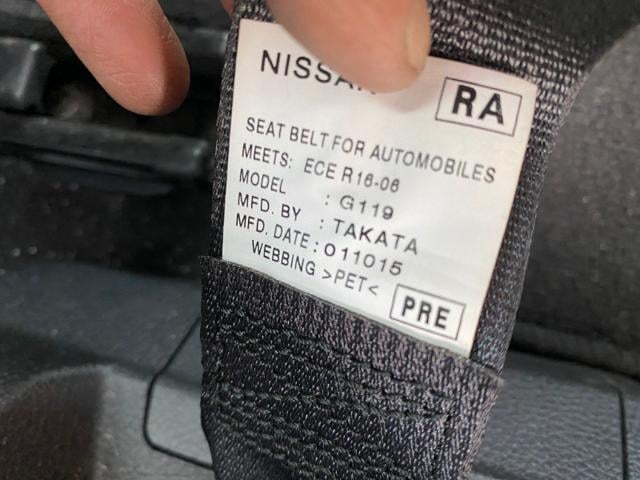 NISSAN
RA
SEAT BELT FOR AUTOMOBILES
MEETS: ECE R16-06
MODEL : G119
MFD. BY : TAKATA
MFD. DATE: 011015
WEBBING >PET<
PRE